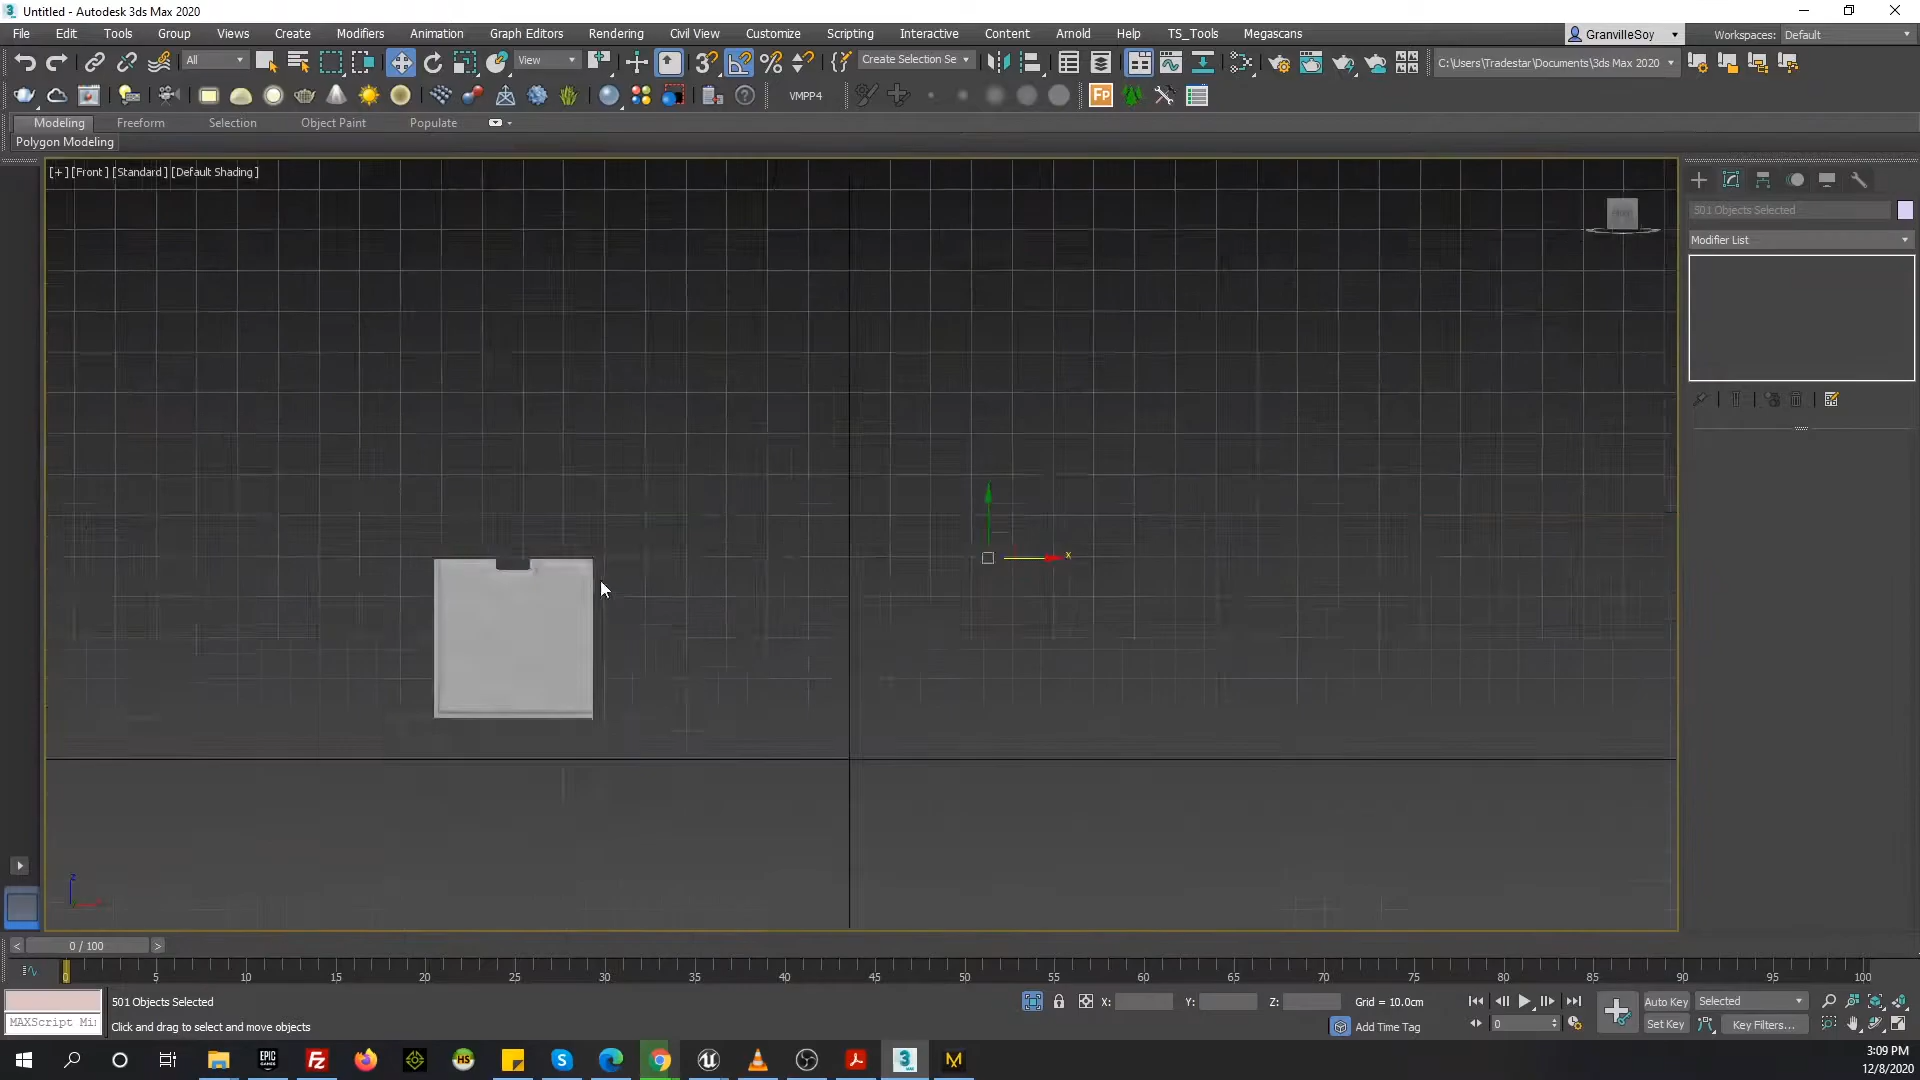 Untitled - Autodesk 3ds Max 2020
File Edit Tools Group Views Create Modifiers Animation Graph Editors Rendering Civil View Customize Scripting Interactive Content Arnold Help TS_Tools Megascans GranvilleSoy Workspaces: Default
All View Create Selection Se C:\Users\Tradestar\Documents\3ds Max 2020
VMPP4 Fp
Modeling Freeform Selection Object Paint Populate
Polygon Modeling
[+] [Front] [Standard] [Default Shading]
501 Objects Selected
Modifier List
x
z
< 0 / 100 >
0 5 10 15 20 25 30 35 40 45 50 55 60 65 70 75 80 85 90 95 100
501 Objects Selected X: Y: Z: Grid = 10.0cm Auto Key Selected
MAXScript Mi Click and drag to select and move objects Add Time Tag 0 Set Key Key Filters...
3:09 PM
12/8/2020